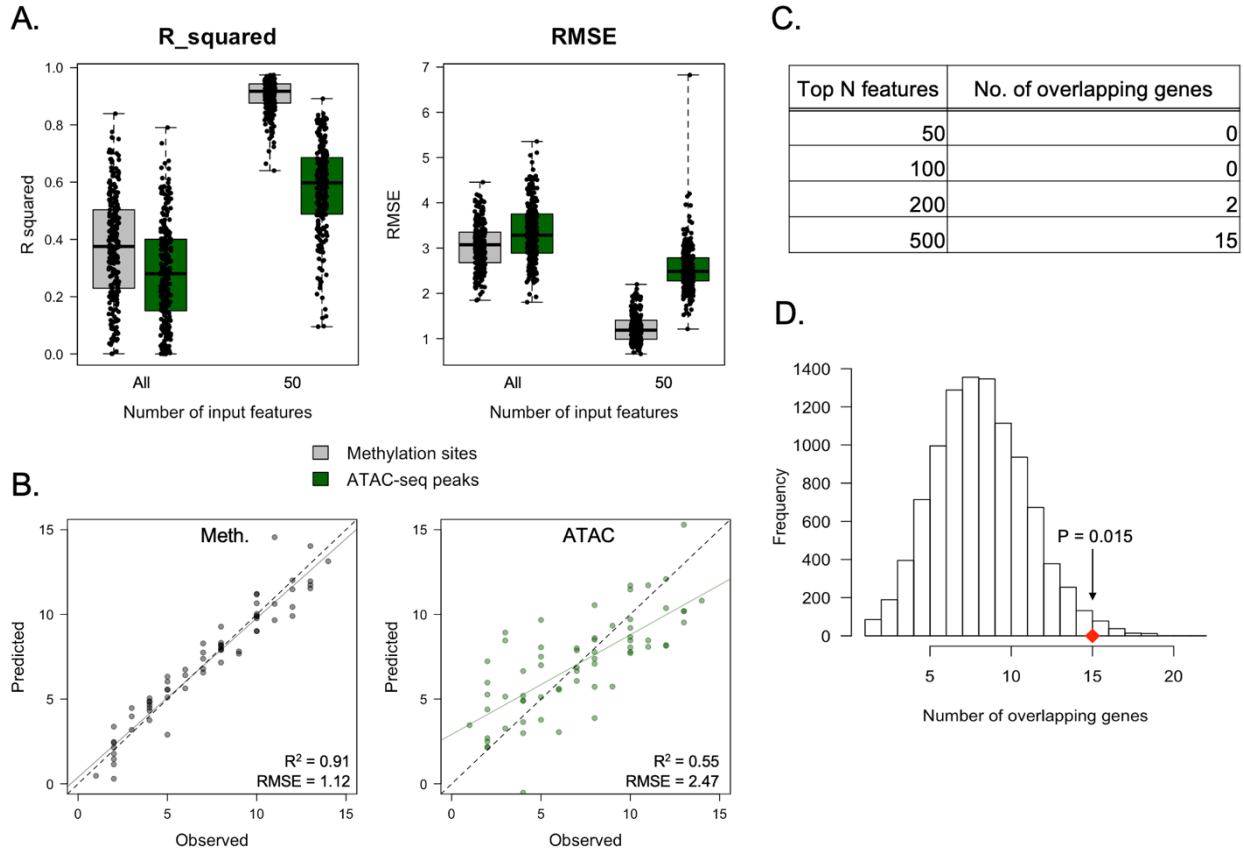 A.
R_squared
R squared
1.0
0.8
0.6
0.4
0.2
0.0
All
50
Number of input features
RMSE
RMSE
7
6
5
4
3
2
1
All
50
Number of input features
Methylation sites
ATAC-seq peaks
B.
Meth.
Predicted
15
10
5
0
R² = 0.91
RMSE = 1.12
0
5
10
15
Observed
ATAC
Predicted
15
10
5
0
R² = 0.55
RMSE = 2.47
0
5
10
15
Observed
C.
Top N features No. of overlapping genes
50 0
100 0
200 2
500 15
D.
Frequency
1400
1200
1000
800
600
400
200
0
P = 0.015
5
10
15
20
Number of overlapping genes